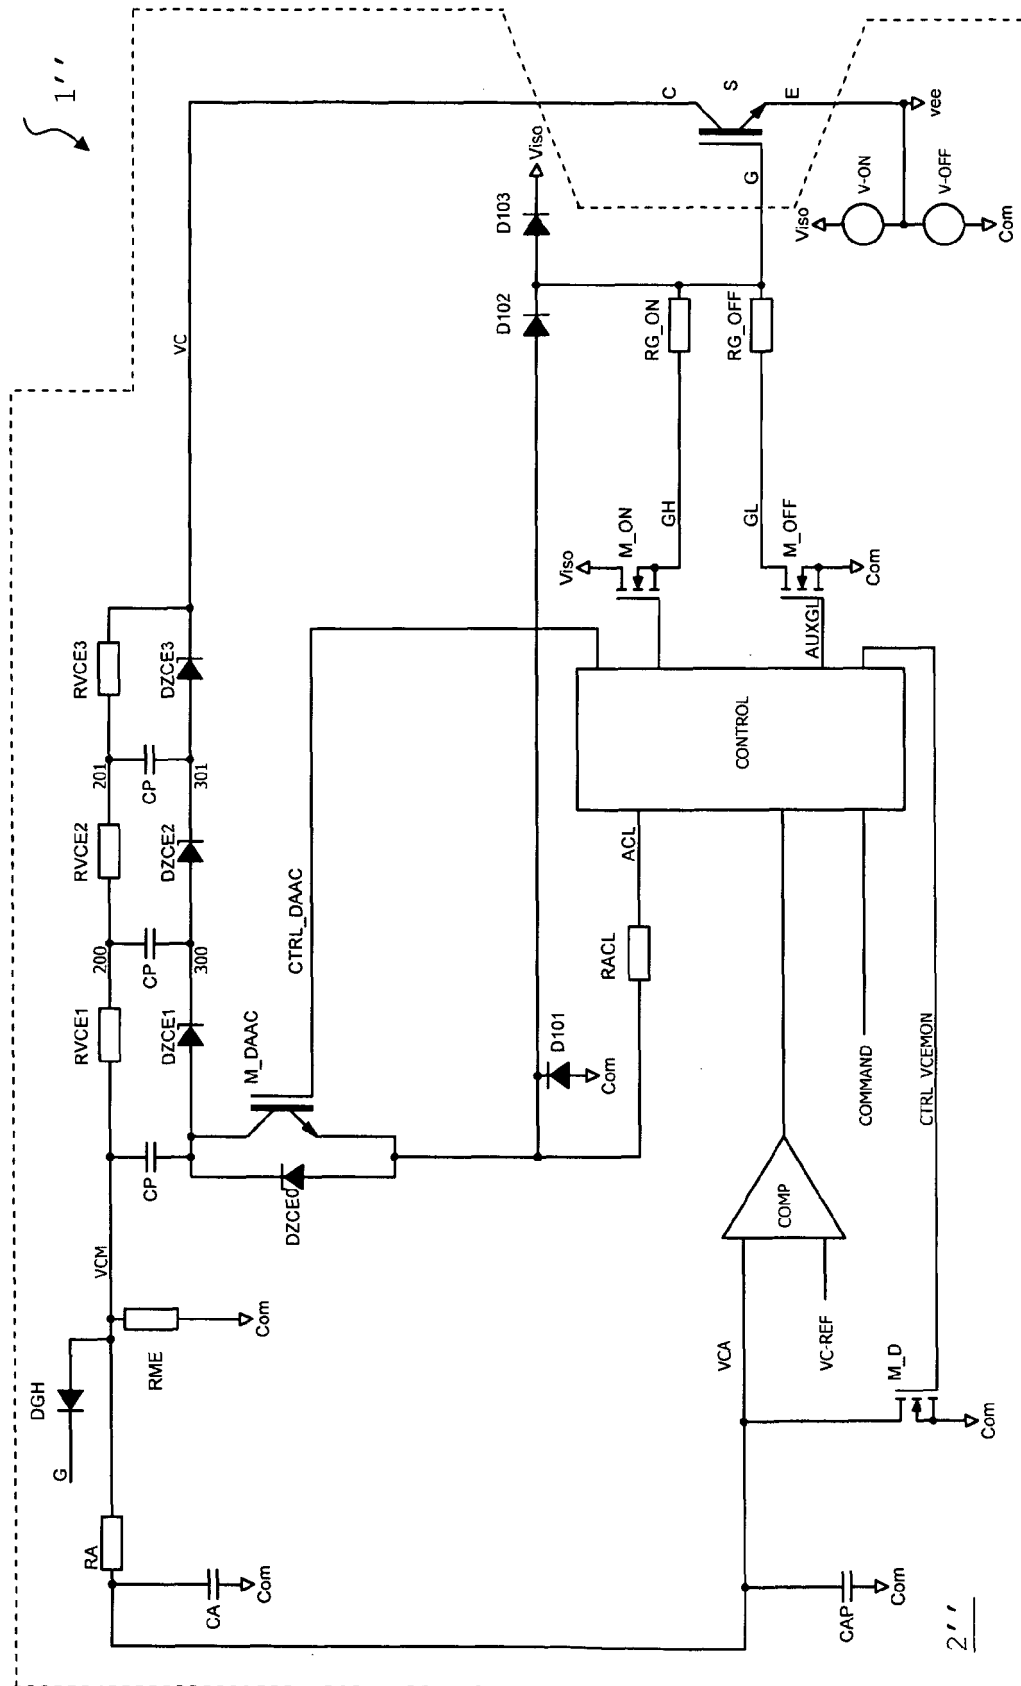 1''
RVCE3
RVCE2
RVCE1
201
200
CP
301
CP
300
CP
DZCE3
DZCE2
DZCE1
VC
VCM
DGH
G
RME
Com
RA
CA
Com
M_DAAC
DZCE0
CTRL_DAAC
D101
Com
D102
D103
Viso
C
S
E
G
vee
V-ON
V-OFF
Viso
Com
RG_ON
RG_OFF
GH
GL
M_ON
Viso
M_OFF
Com
AUXGL
CONTROL
ACL
RACL
COMMAND
CTRL_VCEMON
COMP
VCA
VC-REF
M_D
Com
CAP
Com
2''